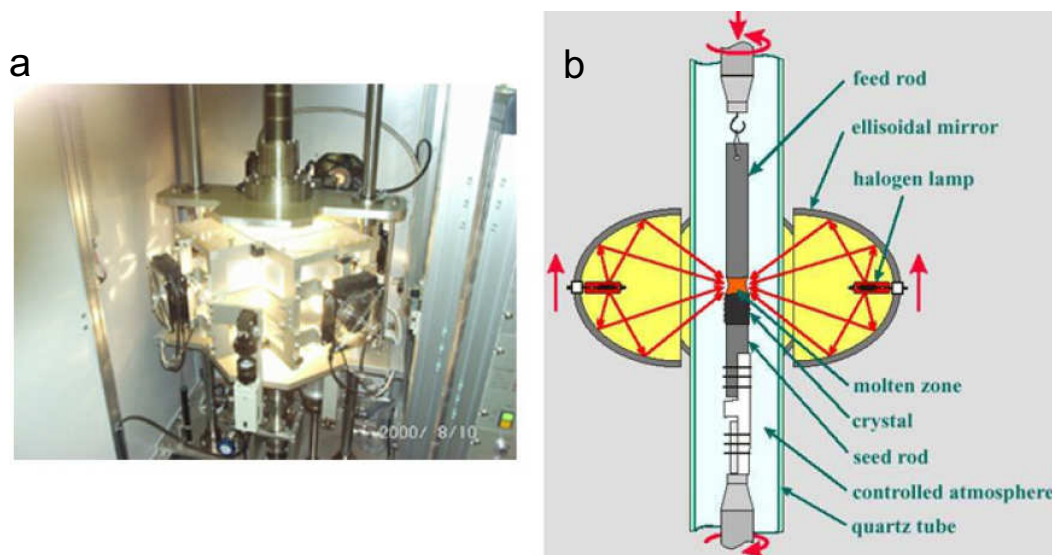 a
b
feed rod
ellisoidal mirror
halogen lamp
molten zone
crystal
seed rod
controlled atmosphere
quartz tube
2000/ 8/10